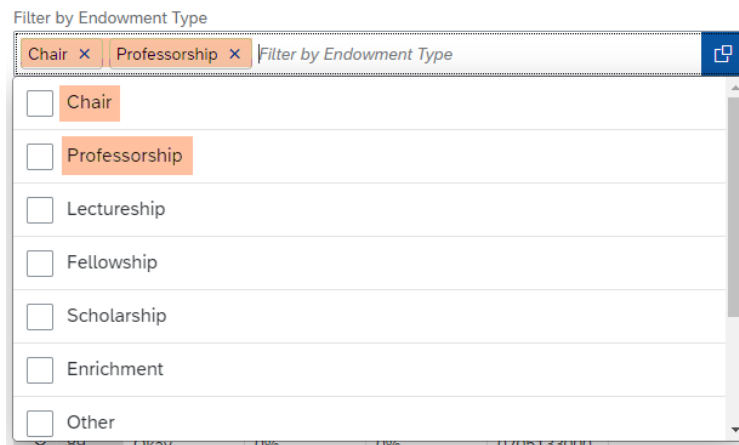 Filter by Endowment Type
Chair × Professorship × Filter by Endowment Type
Chair
Professorship
Lectureship
Fellowship
Scholarship
Enrichment
Other